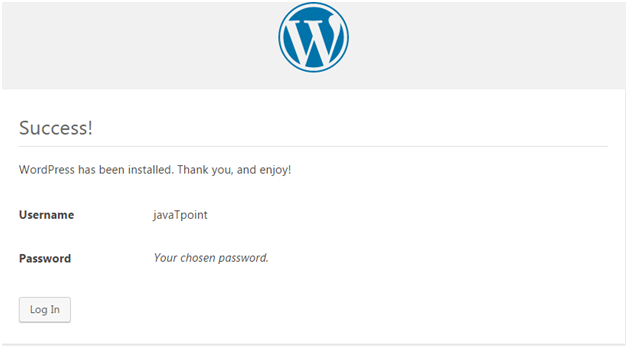 Success!
WordPress has been installed. Thank you, and enjoy!
Username javaTpoint
Password Your chosen password.
Log In